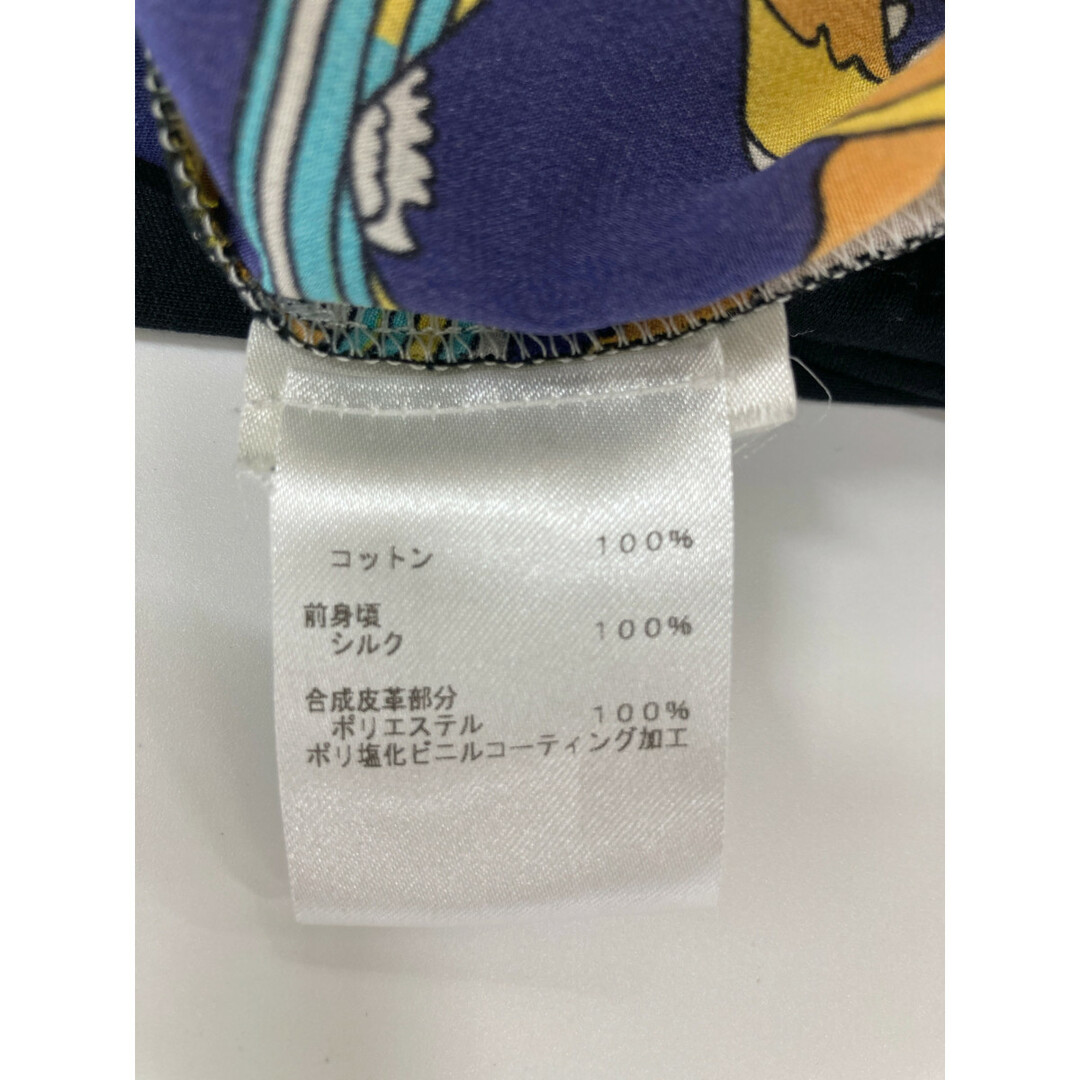 コットン 100%
前身頃
シルク 100%
合成皮革部分
ポリエステル 100%
ポリ塩化ビニルコーティング加工